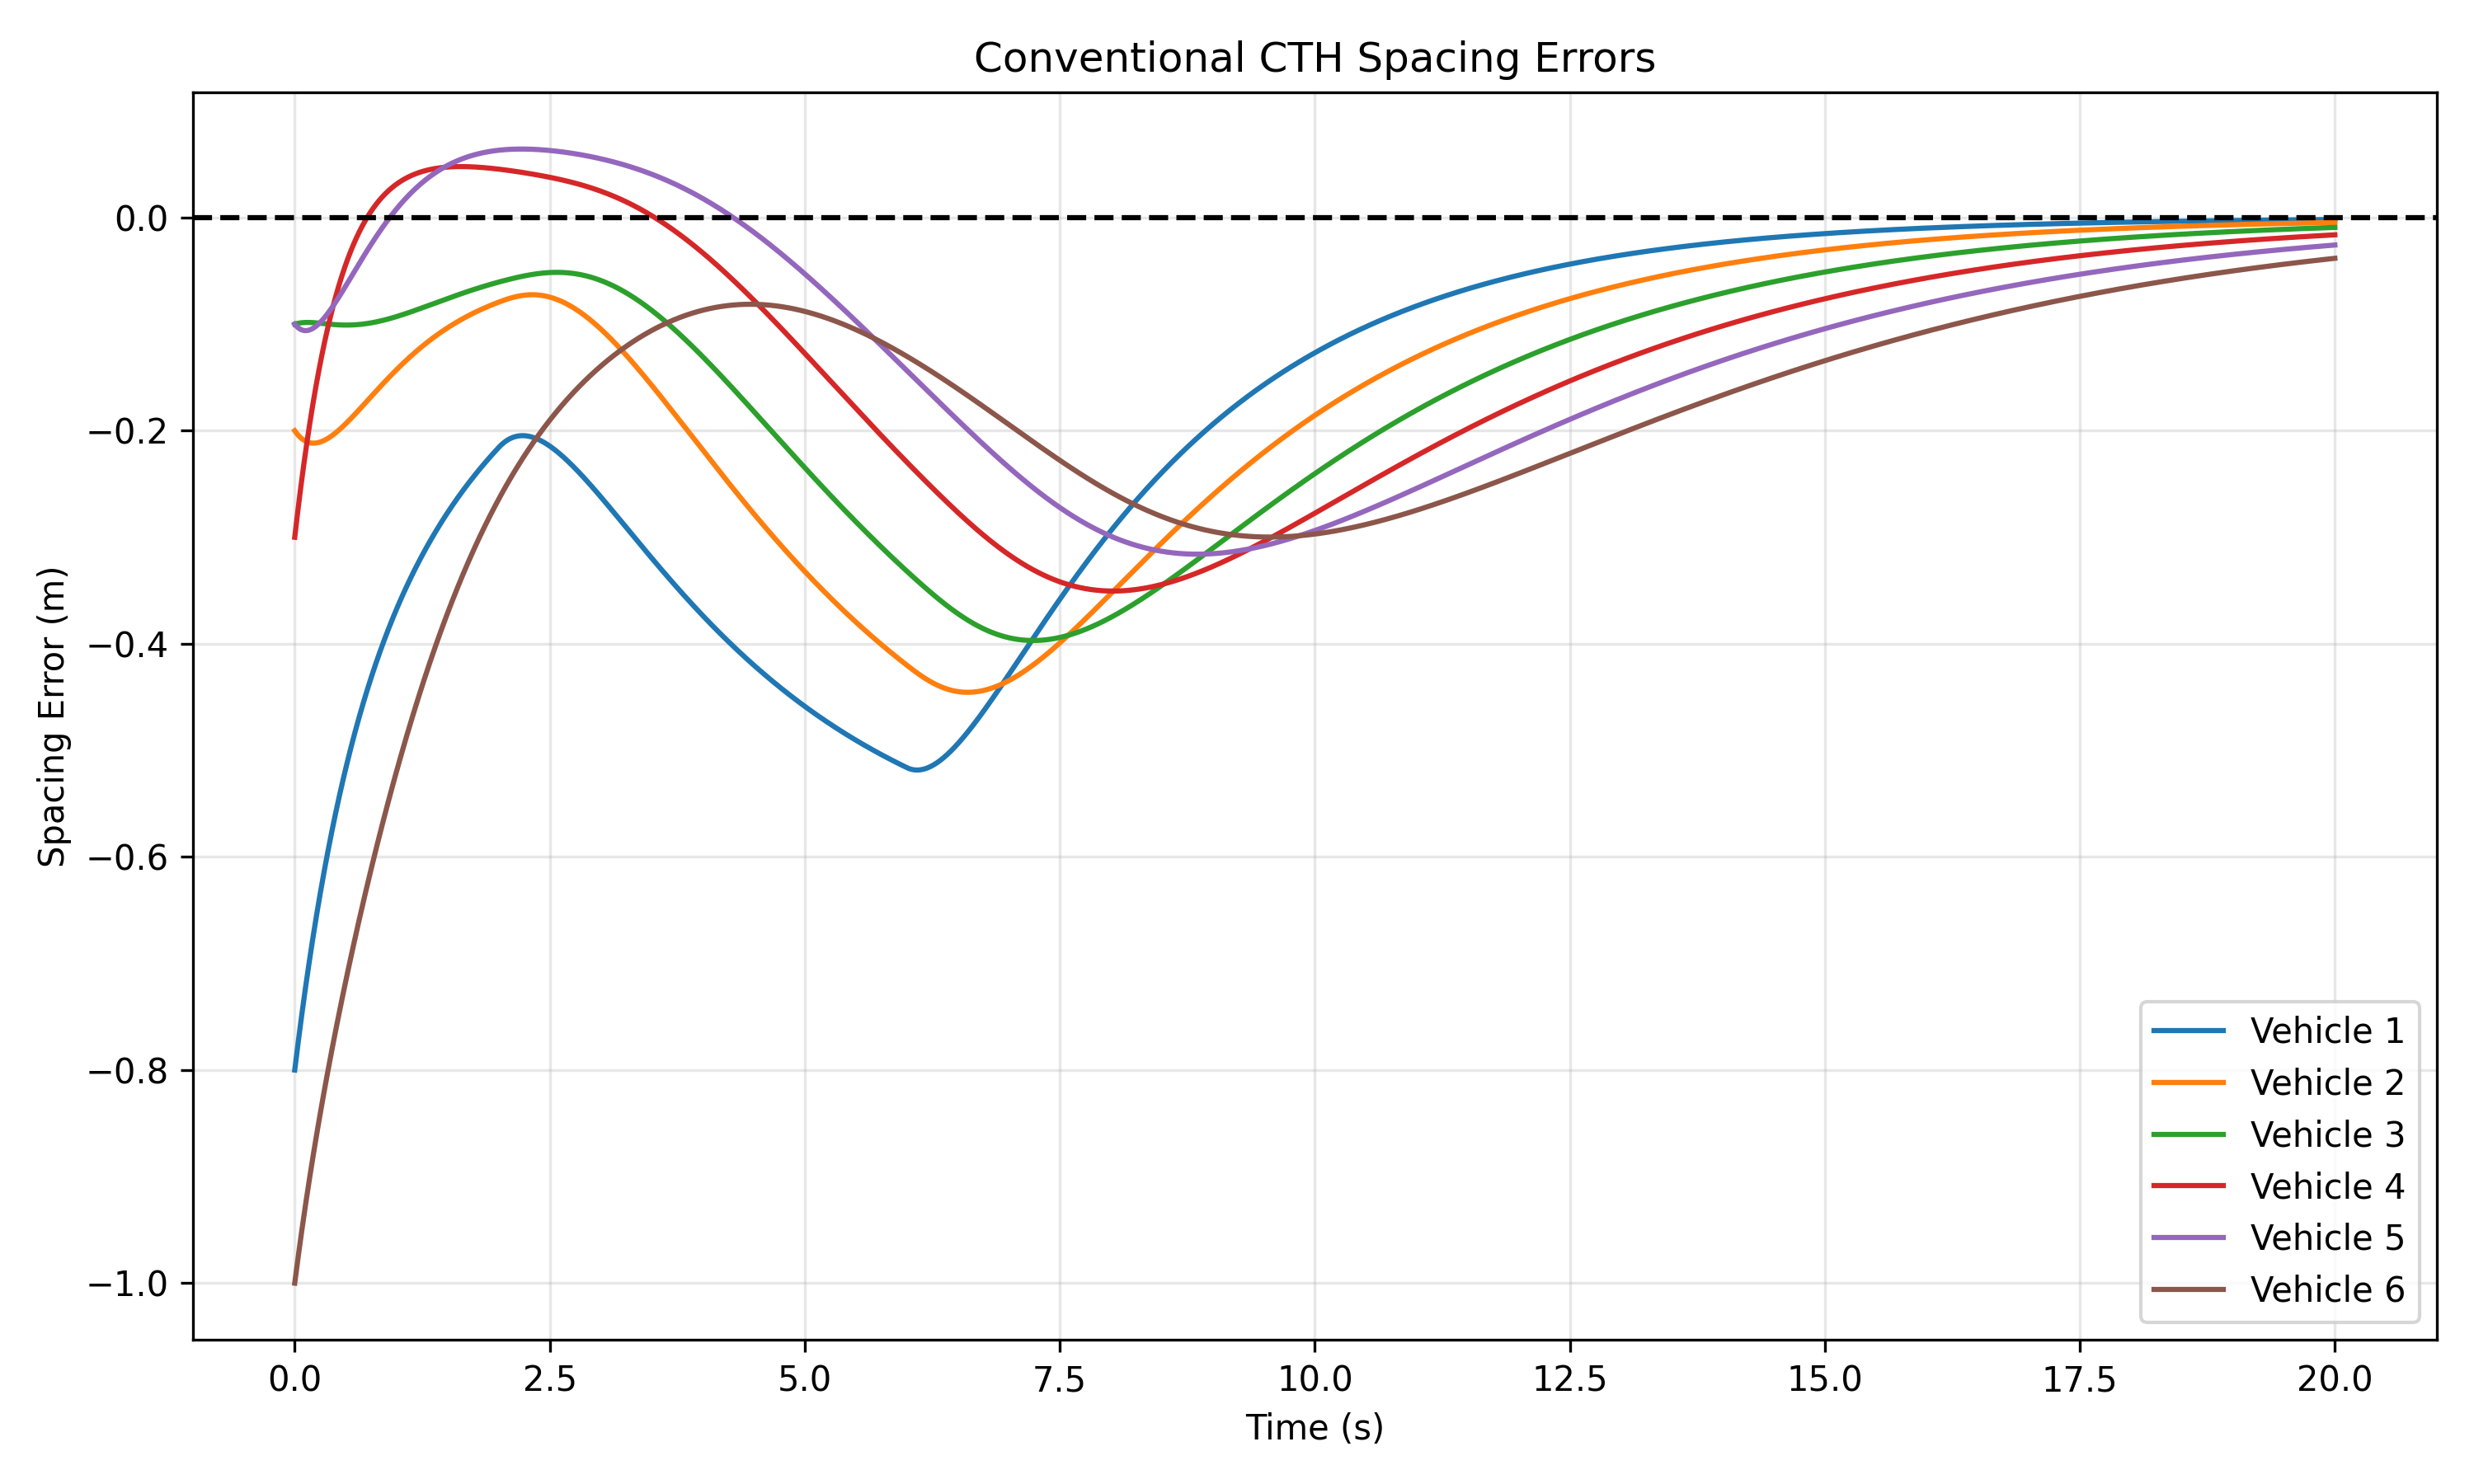 Conventional CTH Spacing Errors
Spacing Error (m)
0.0
−0.2
−0.4
−0.6
−0.8
−1.0
0.0 2.5 5.0 7.5 10.0 12.5 15.0 17.5 20.0
Time (s)
Vehicle 1
Vehicle 2
Vehicle 3
Vehicle 4
Vehicle 5
Vehicle 6